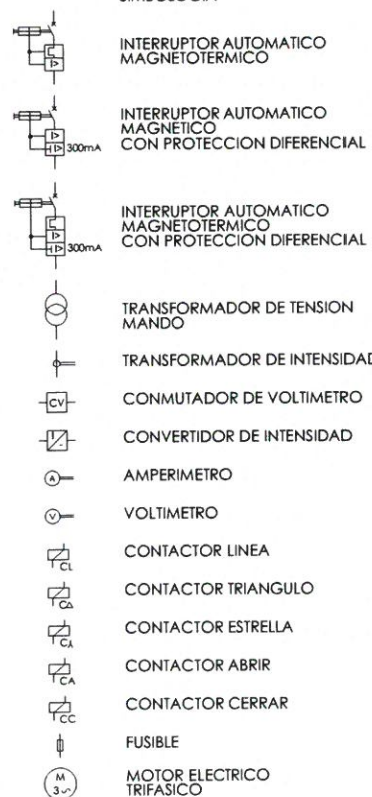 INTERRUPTOR AUTOMATICO
MAGNETOTERMICO
INTERRUPTOR AUTOMATICO
MAGNETICO
300mA CON PROTECCION DIFERENCIAL
INTERRUPTOR AUTOMATICO
MAGNETOTERMICO
300mA CON PROTECCION DIFERENCIAL
TRANSFORMADOR DE TENSION
MANDO
TRANSFORMADOR DE INTENSIDAD
CV CONMUTADOR DE VOLTIMETRO
CONVERTIDOR DE INTENSIDAD
A AMPERIMETRO
V VOLTIMETRO
CONTACTOR LINEA
CL
CONTACTOR TRIANGULO
C△
CONTACTOR ESTRELLA
CONTACTOR ABRIR
CA
CONTACTOR CERRAR
CC
FUSIBLE
M MOTOR ELECTRICO
3∿ TRIFASICO